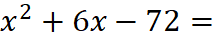 x² + 6x − 72 =